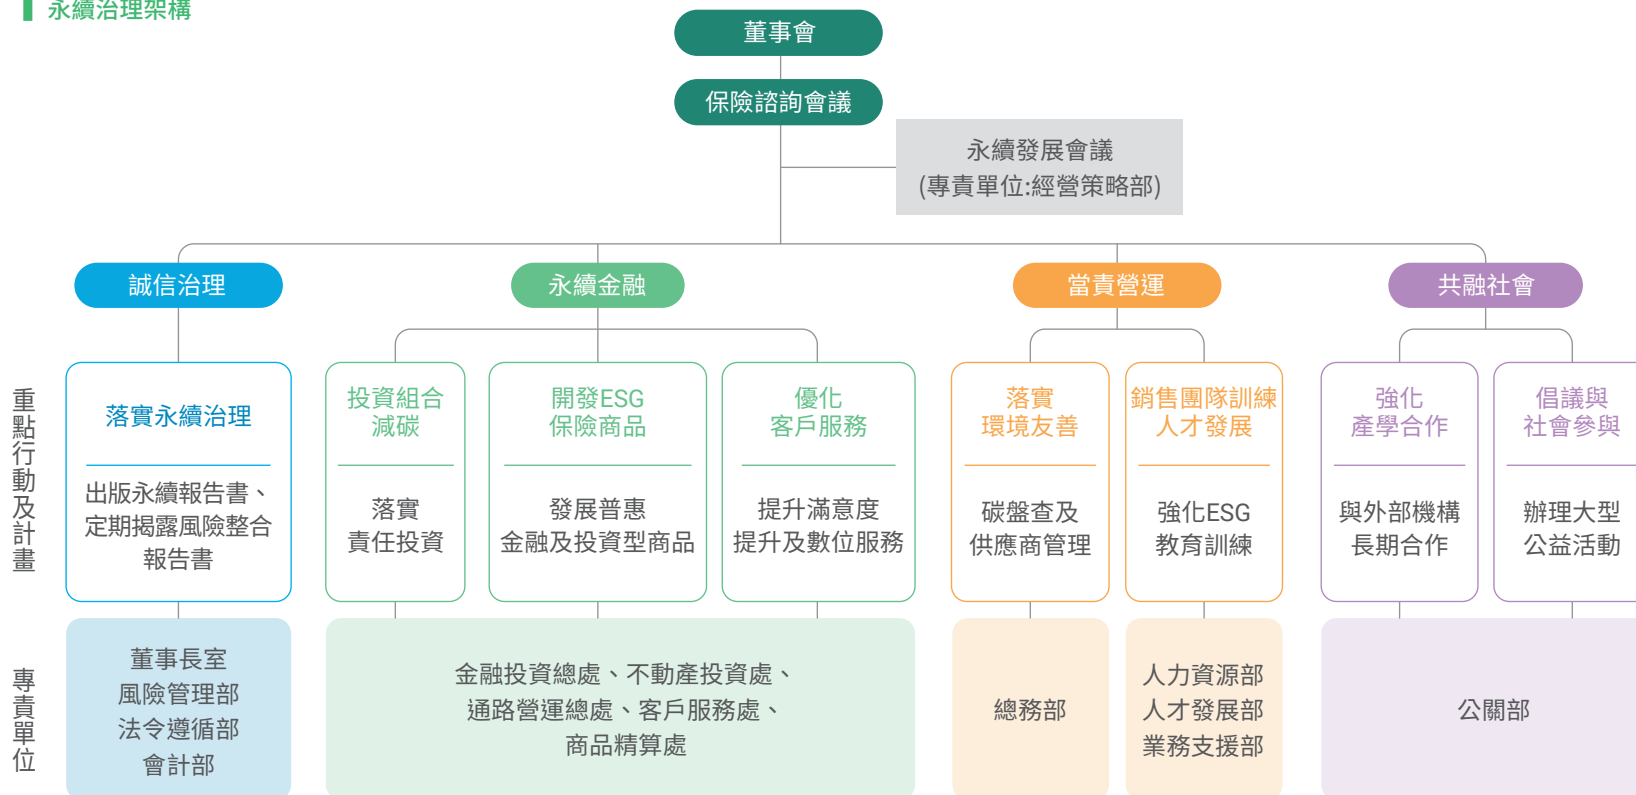 永續治理架構
董事會
保險諮詢會議
永續發展會議
(專責單位:經營策略部)
誠信治理
永續金融
當責營運
共融社會
重點行動及計畫
落實永續治理
出版永續報告書、
定期揭露風險整合
報告書
投資組合
減碳
落實
責任投資
開發ESG
保險商品
發展普惠
金融及投資型商品
優化
客戶服務
提升滿意度
提升及數位服務
落實
環境友善
碳盤查及
供應商管理
銷售團隊訓練
人才發展
強化ESG
教育訓練
強化
產學合作
與外部機構
長期合作
倡議與
社會參與
辦理大型
公益活動
專責單位
董事長室
風險管理部
法令遵循部
會計部
金融投資總處、不動產投資處、
通路營運總處、客戶服務處、
商品精算處
總務部
人力資源部
人才發展部
業務支援部
公關部